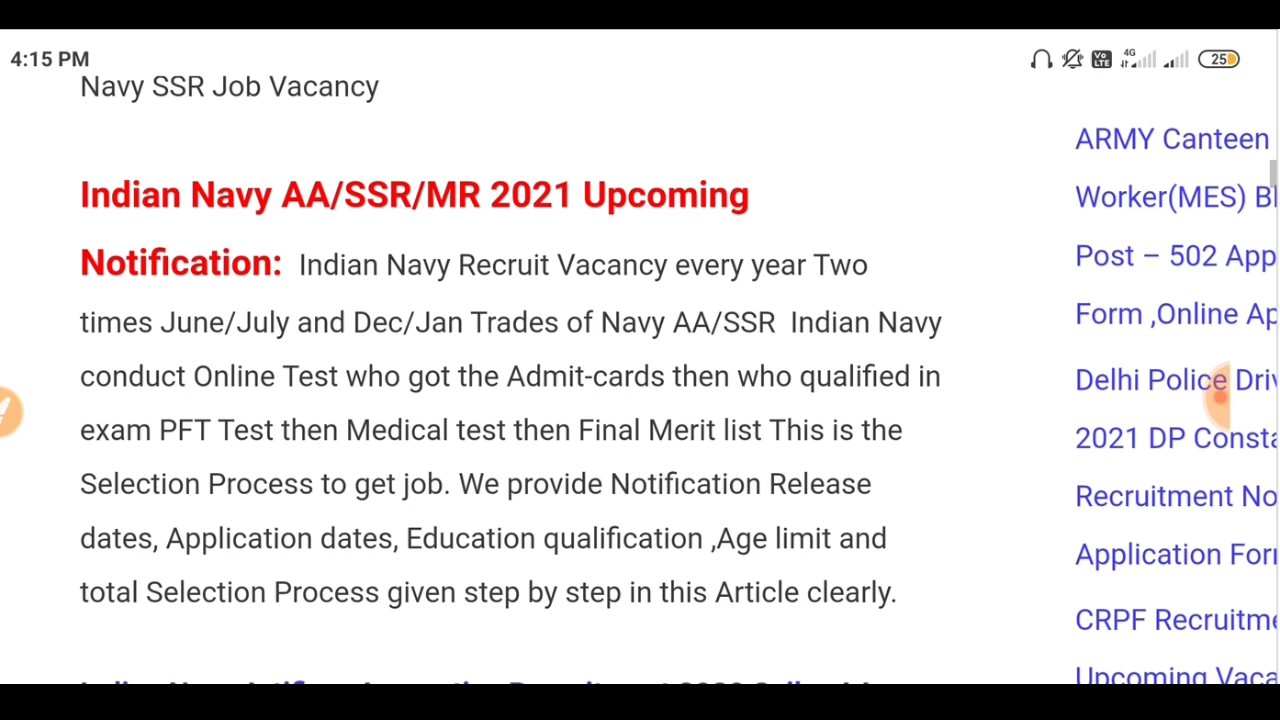 4:15 PM
4G
Vo
LTE
25
Navy SSR Job Vacancy
Indian Navy AA/SSR/MR 2021 Upcoming
Notification: Indian Navy Recruit Vacancy every year Two
times June/July and Dec/Jan Trades of Navy AA/SSR Indian Navy
conduct Online Test who got the Admit-cards then who qualified in
exam PFT Test then Medical test then Final Merit list This is the
Selection Process to get job. We provide Notification Release
dates, Application dates, Education qualification ,Age limit and
total Selection Process given step by step in this Article clearly.
ARMY Canteen
Worker(MES)
Post – 502
Form ,Online
Delhi Police
2021 DP
Recruitment
Application
CRPF
Upcoming